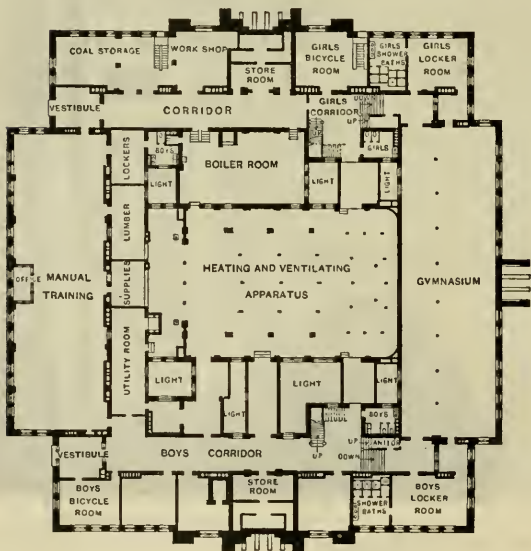 COAL STORAGE
WORK SHOP
STORE
ROOM
GIRLS
BICYCLE
ROOM
GIRLS
SHOWER
BATHS
GIRLS
LOCKER
ROOM
VESTIBULE
CORRIDOR
GIRLS
CORRIDOR
DOWN
UP
LOCKERS
BOYS
BOILER ROOM
GIRLS
LIGHT
LIGHT
LIGHT
LUMBER
OFFICE
MANUAL
TRAINING
SUPPLIES
HEATING AND VENTILATING
APPARATUS
GYMNASIUM
UTILITY ROOM
LIGHT
LIGHT
LIGHT
LIGHT
BOYS
UP
JANITOR
UP
DOWN
VESTIBULE
BOYS CORRIDOR
BOYS
BICYCLE
ROOM
STORE
ROOM
SHOWER
BATHS
BOYS
LOCKER
ROOM